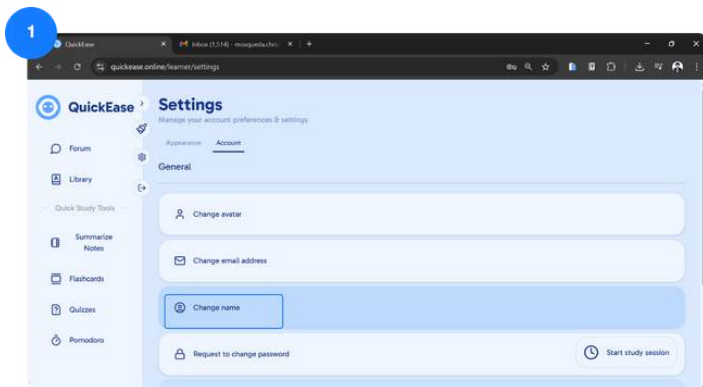 1
QuickEase
Inbox (1,514) - mosqueda.chri
quickease.online/learner/settings
QuickEase
Settings
Manage your account preferences & settings
Appearance Account
General
Forum
Library
Quick Study Tools
Summarize
Notes
Flashcards
Quizzes
Pomodoro
Change avatar
Change email address
Change name
Request to change password
Start study session